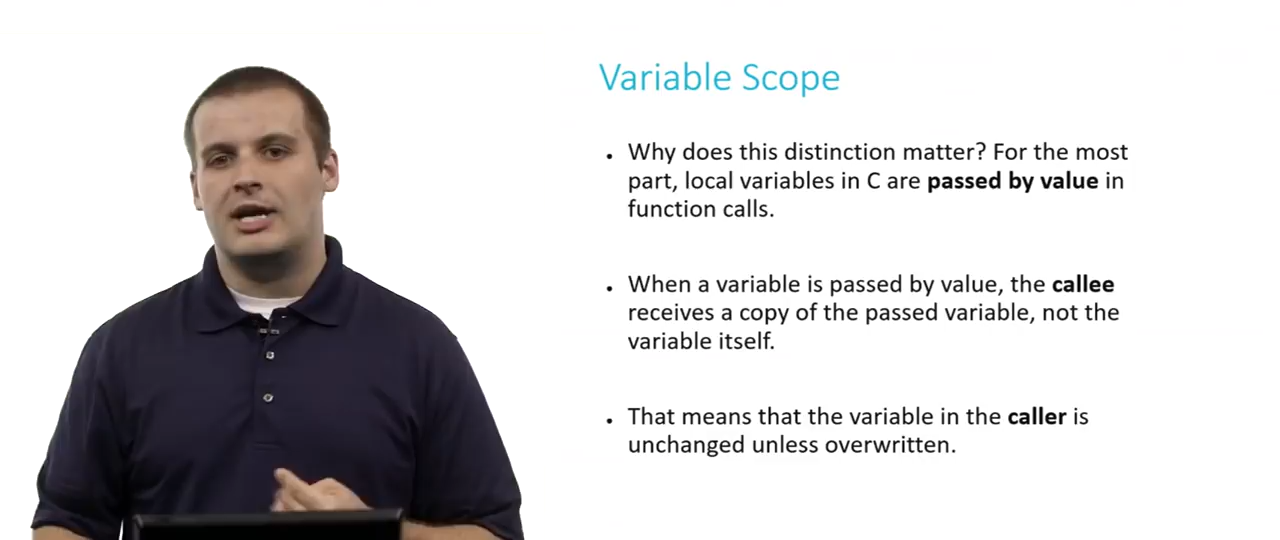 Variable Scope
Why does this distinction matter? For the most
part, local variables in C are passed by value in
function calls.
When a variable is passed by value, the callee
receives a copy of the passed variable, not the
variable itself.
That means that the variable in the caller is
unchanged unless overwritten.